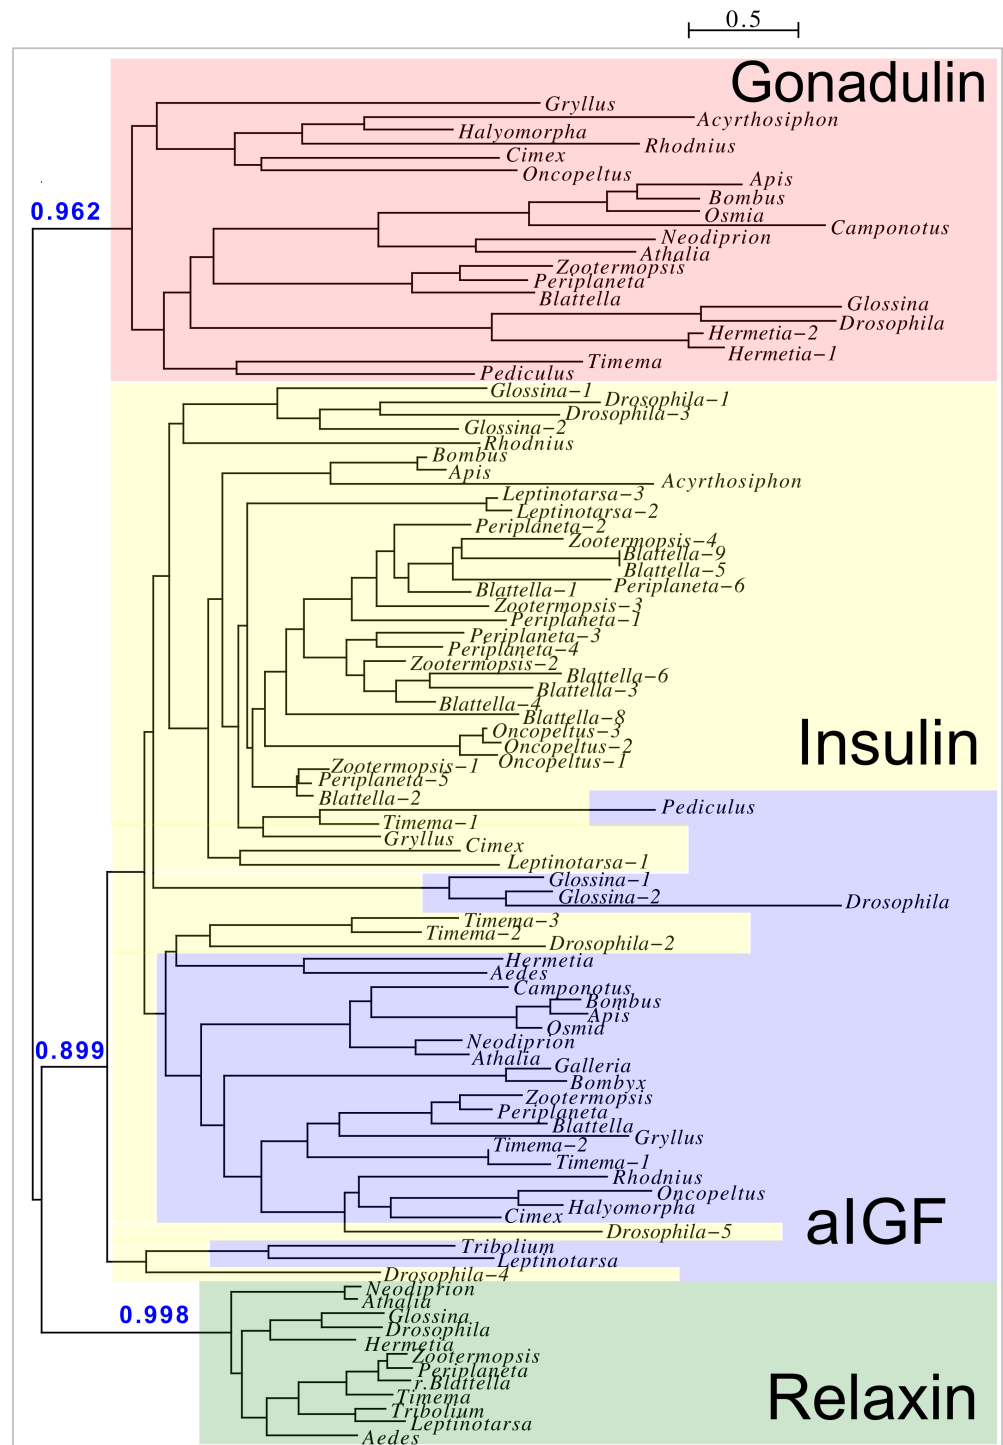 0.5
Gonadulin
Gryllus
Acyrthosiphon
Halyomorpha
Rhodnius
Cimex
Oncopeltus
Apis
0.962
Bombus
Osmia
Camponotus
Neodiprion
Athalia
Zootermopsis
Periplaneta
Blattella
Glossina
Drosophila
Hermetia−2
Hermetia−1
Timema
Pediculus
Glossina−1
Drosophila−1
Drosophila−3
Glossina−2
Rhodnius
Bombus
Apis
Acyrthosiphon
Leptinotarsa−3
Leptinotarsa−2
Periplaneta−2
Zootermopsis−4
Blattella−9
Blattella−5
Periplaneta−6
Blattella−1
Zootermopsis−3
Periplaneta−1
Periplaneta−3
Periplaneta−4
Zootermopsis−2
Blattella−6
Blattella−3
Blattella−4
Blattella−8
Oncopeltus−3
Insulin
Oncopeltus−2
Oncopeltus−1
Zootermopsis−1
Periplaneta−5
Blattella−2
Pediculus
Timema−1
Gryllus
Cimex
Leptinotarsa−1
Glossina−1
Glossina−2
Drosophila
Timema−3
Timema−2
Drosophila−2
Hermetia
Aedes
Camponotus
Bombus
Apis
Osmia
Neodiprion
0.899
Athalia
Galleria
Bombyx
Zootermopsis
Periplaneta
Blattella
Gryllus
Timema−2
Timema−1
Rhodnius
Oncopeltus
Halyomorpha
Cimex
aIGF
Drosophila−5
Tribolium
Leptinotarsa
Drosophila−4
Neodiprion
Athalia
0.998
Glossina
Drosophila
Hermetia
Zootermopsis
Periplaneta
r.Blattella
Timema
Relaxin
Tribolium
Leptinotarsa
Aedes